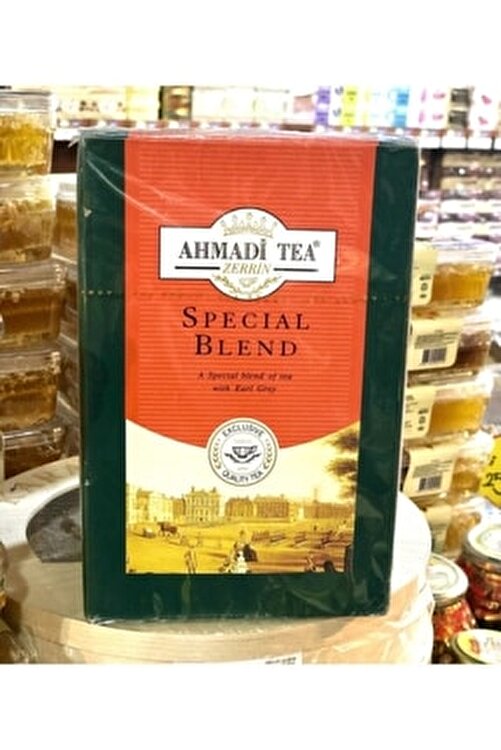 AHMADİ TEA®
ZERRİN
SPECIAL
BLEND
A Special blend of tea
with Earl Grey
EXCLUSIVE
QUALITY TEA